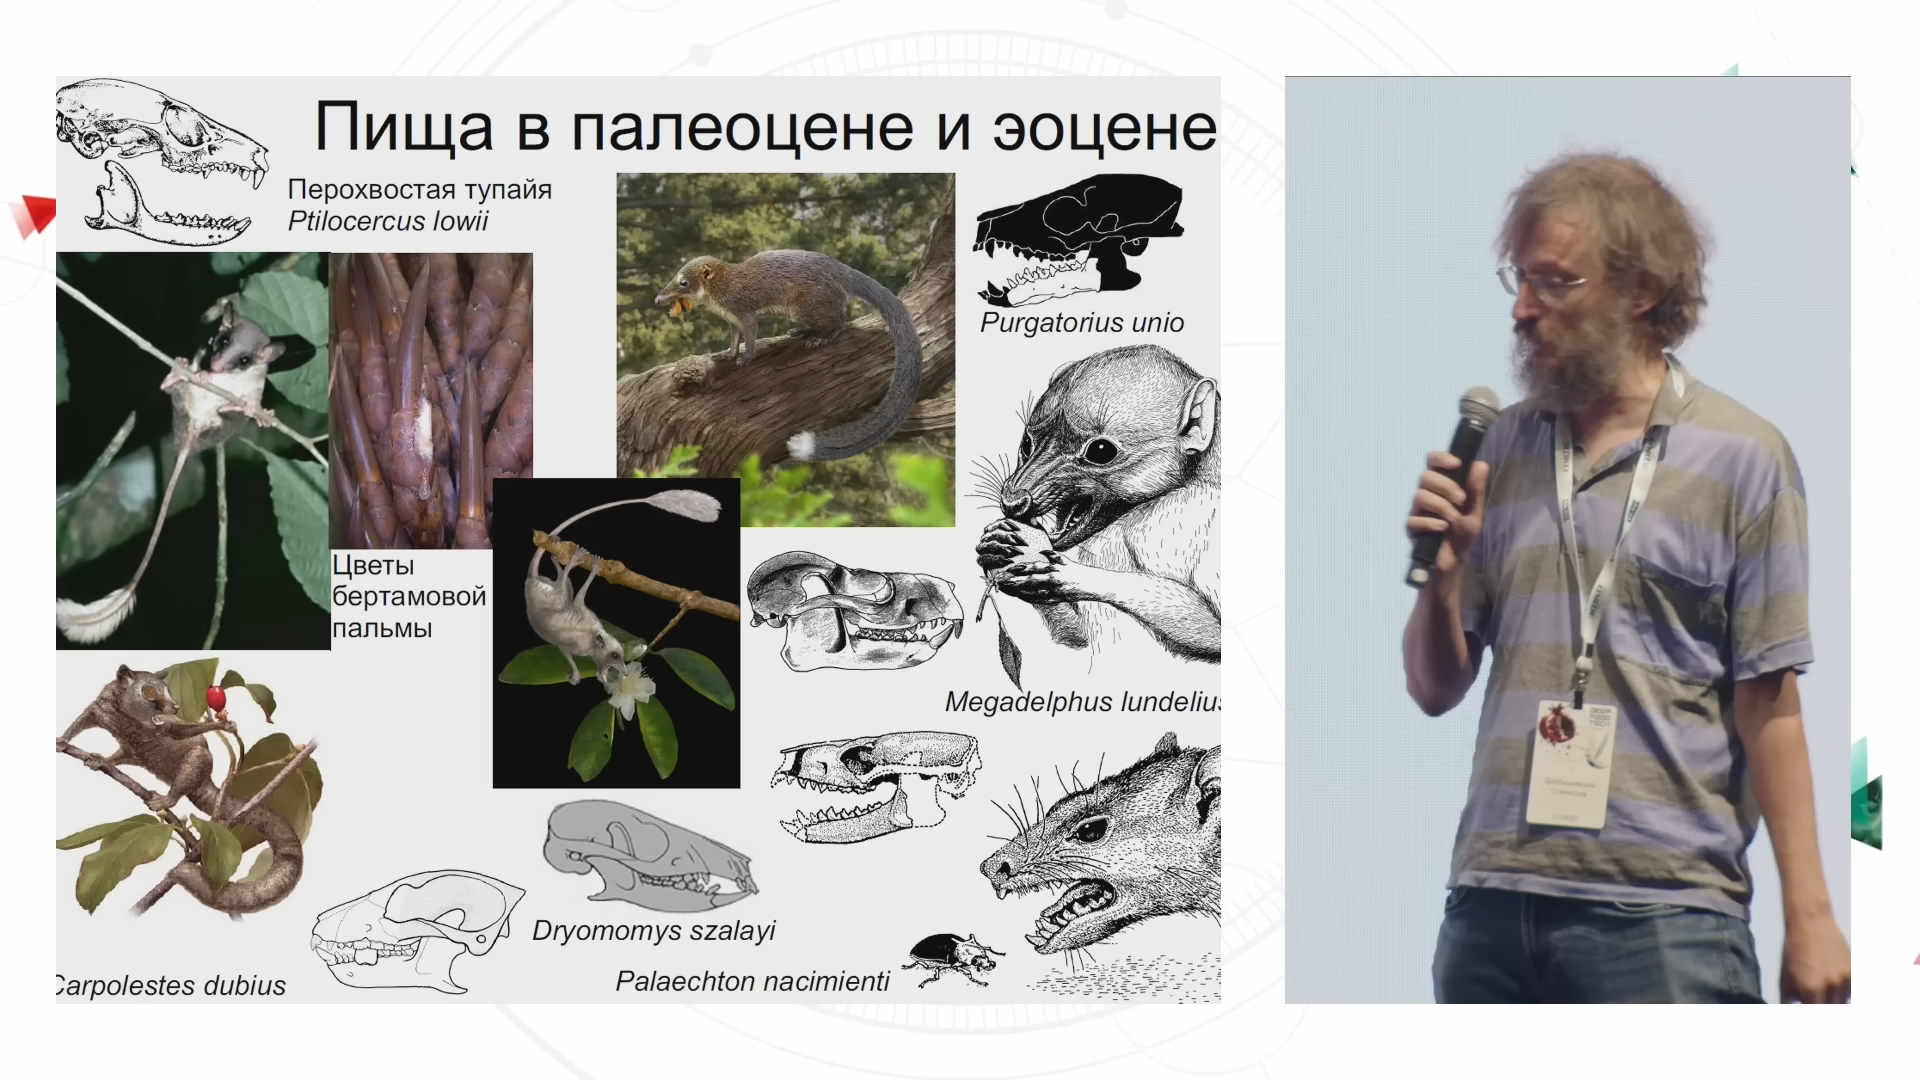 Пища в палеоцене и эоцене
Перохвостая тупайя
Ptilocercus lowii
Purgatorius unio
Цветы
бертамовой
пальмы
Megadelphus lundelius
Dryomomys szalayi
Palaechton nacimienti
Carpolestes dubius